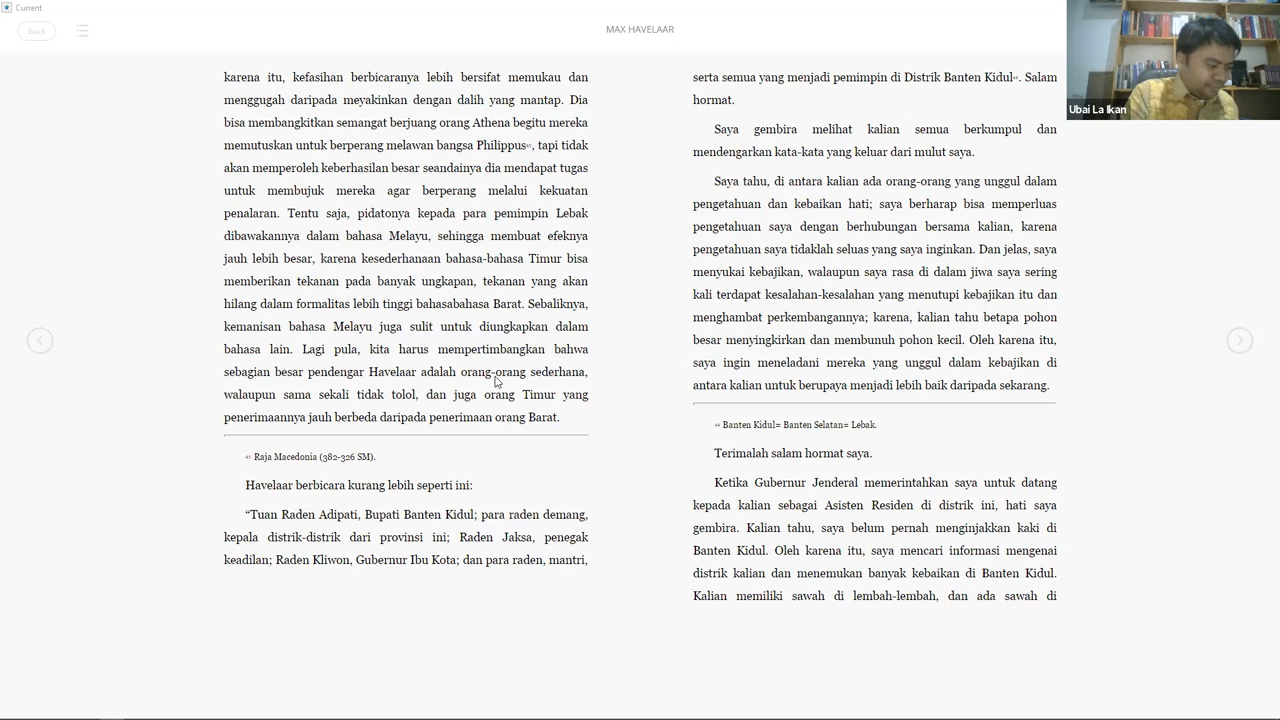 Current
Back
MAX HAVELAAR
Ubai La Ikan
karena itu, kefasihan berbicaranya lebih bersifat memukau dan
menggugah daripada meyakinkan dengan dalih yang mantap. Dia
bisa membangkitkan semangat berjuang orang Athena begitu mereka
memutuskan untuk berperang melawan bangsa Philippus43, tapi tidak
akan memperoleh keberhasilan besar seandainya dia mendapat tugas
untuk membujuk mereka agar berperang melalui kekuatan
penalaran. Tentu saja, pidatonya kepada para pemimpin Lebak
dibawakannya dalam bahasa Melayu, sehingga membuat efeknya
jauh lebih besar, karena kesederhanaan bahasa-bahasa Timur bisa
memberikan tekanan pada banyak ungkapan, tekanan yang akan
hilang dalam formalitas lebih tinggi bahasabahasa Barat. Sebaliknya,
kemanisan bahasa Melayu juga sulit untuk diungkapkan dalam
bahasa lain. Lagi pula, kita harus mempertimbangkan bahwa
sebagian besar pendengar Havelaar adalah orang-orang sederhana,
walaupun sama sekali tidak tolol, dan juga orang Timur yang
penerimaannya jauh berbeda daripada penerimaan orang Barat.
43 Raja Macedonia (382-326 SM).
Havelaar berbicara kurang lebih seperti ini:
“Tuan Raden Adipati, Bupati Banten Kidul; para raden demang,
kepala distrik-distrik dari provinsi ini; Raden Jaksa, penegak
keadilan; Raden Kliwon, Gubernur Ibu Kota; dan para raden, mantri,
serta semua yang menjadi pemimpin di Distrik Banten Kidul44. Salam
hormat.
Saya gembira melihat kalian semua berkumpul dan
mendengarkan kata-kata yang keluar dari mulut saya.
Saya tahu, di antara kalian ada orang-orang yang unggul dalam
pengetahuan dan kebaikan hati; saya berharap bisa memperluas
pengetahuan saya dengan berhubungan bersama kalian, karena
pengetahuan saya tidaklah seluas yang saya inginkan. Dan jelas, saya
menyukai kebajikan, walaupun saya rasa di dalam jiwa saya sering
kali terdapat kesalahan-kesalahan yang menutupi kebajikan itu dan
menghambat perkembangannya; karena, kalian tahu betapa pohon
besar menyingkirkan dan membunuh pohon kecil. Oleh karena itu,
saya ingin meneladani mereka yang unggul dalam kebajikan di
antara kalian untuk berupaya menjadi lebih baik daripada sekarang.
44 Banten Kidul= Banten Selatan= Lebak.
Terimalah salam hormat saya.
Ketika Gubernur Jenderal memerintahkan saya untuk datang
kepada kalian sebagai Asisten Residen di distrik ini, hati saya
gembira. Kalian tahu, saya belum pernah menginjakkan kaki di
Banten Kidul. Oleh karena itu, saya mencari informasi mengenai
distrik kalian dan menemukan banyak kebaikan di Banten Kidul.
Kalian memiliki sawah di lembah-lembah, dan ada sawah di